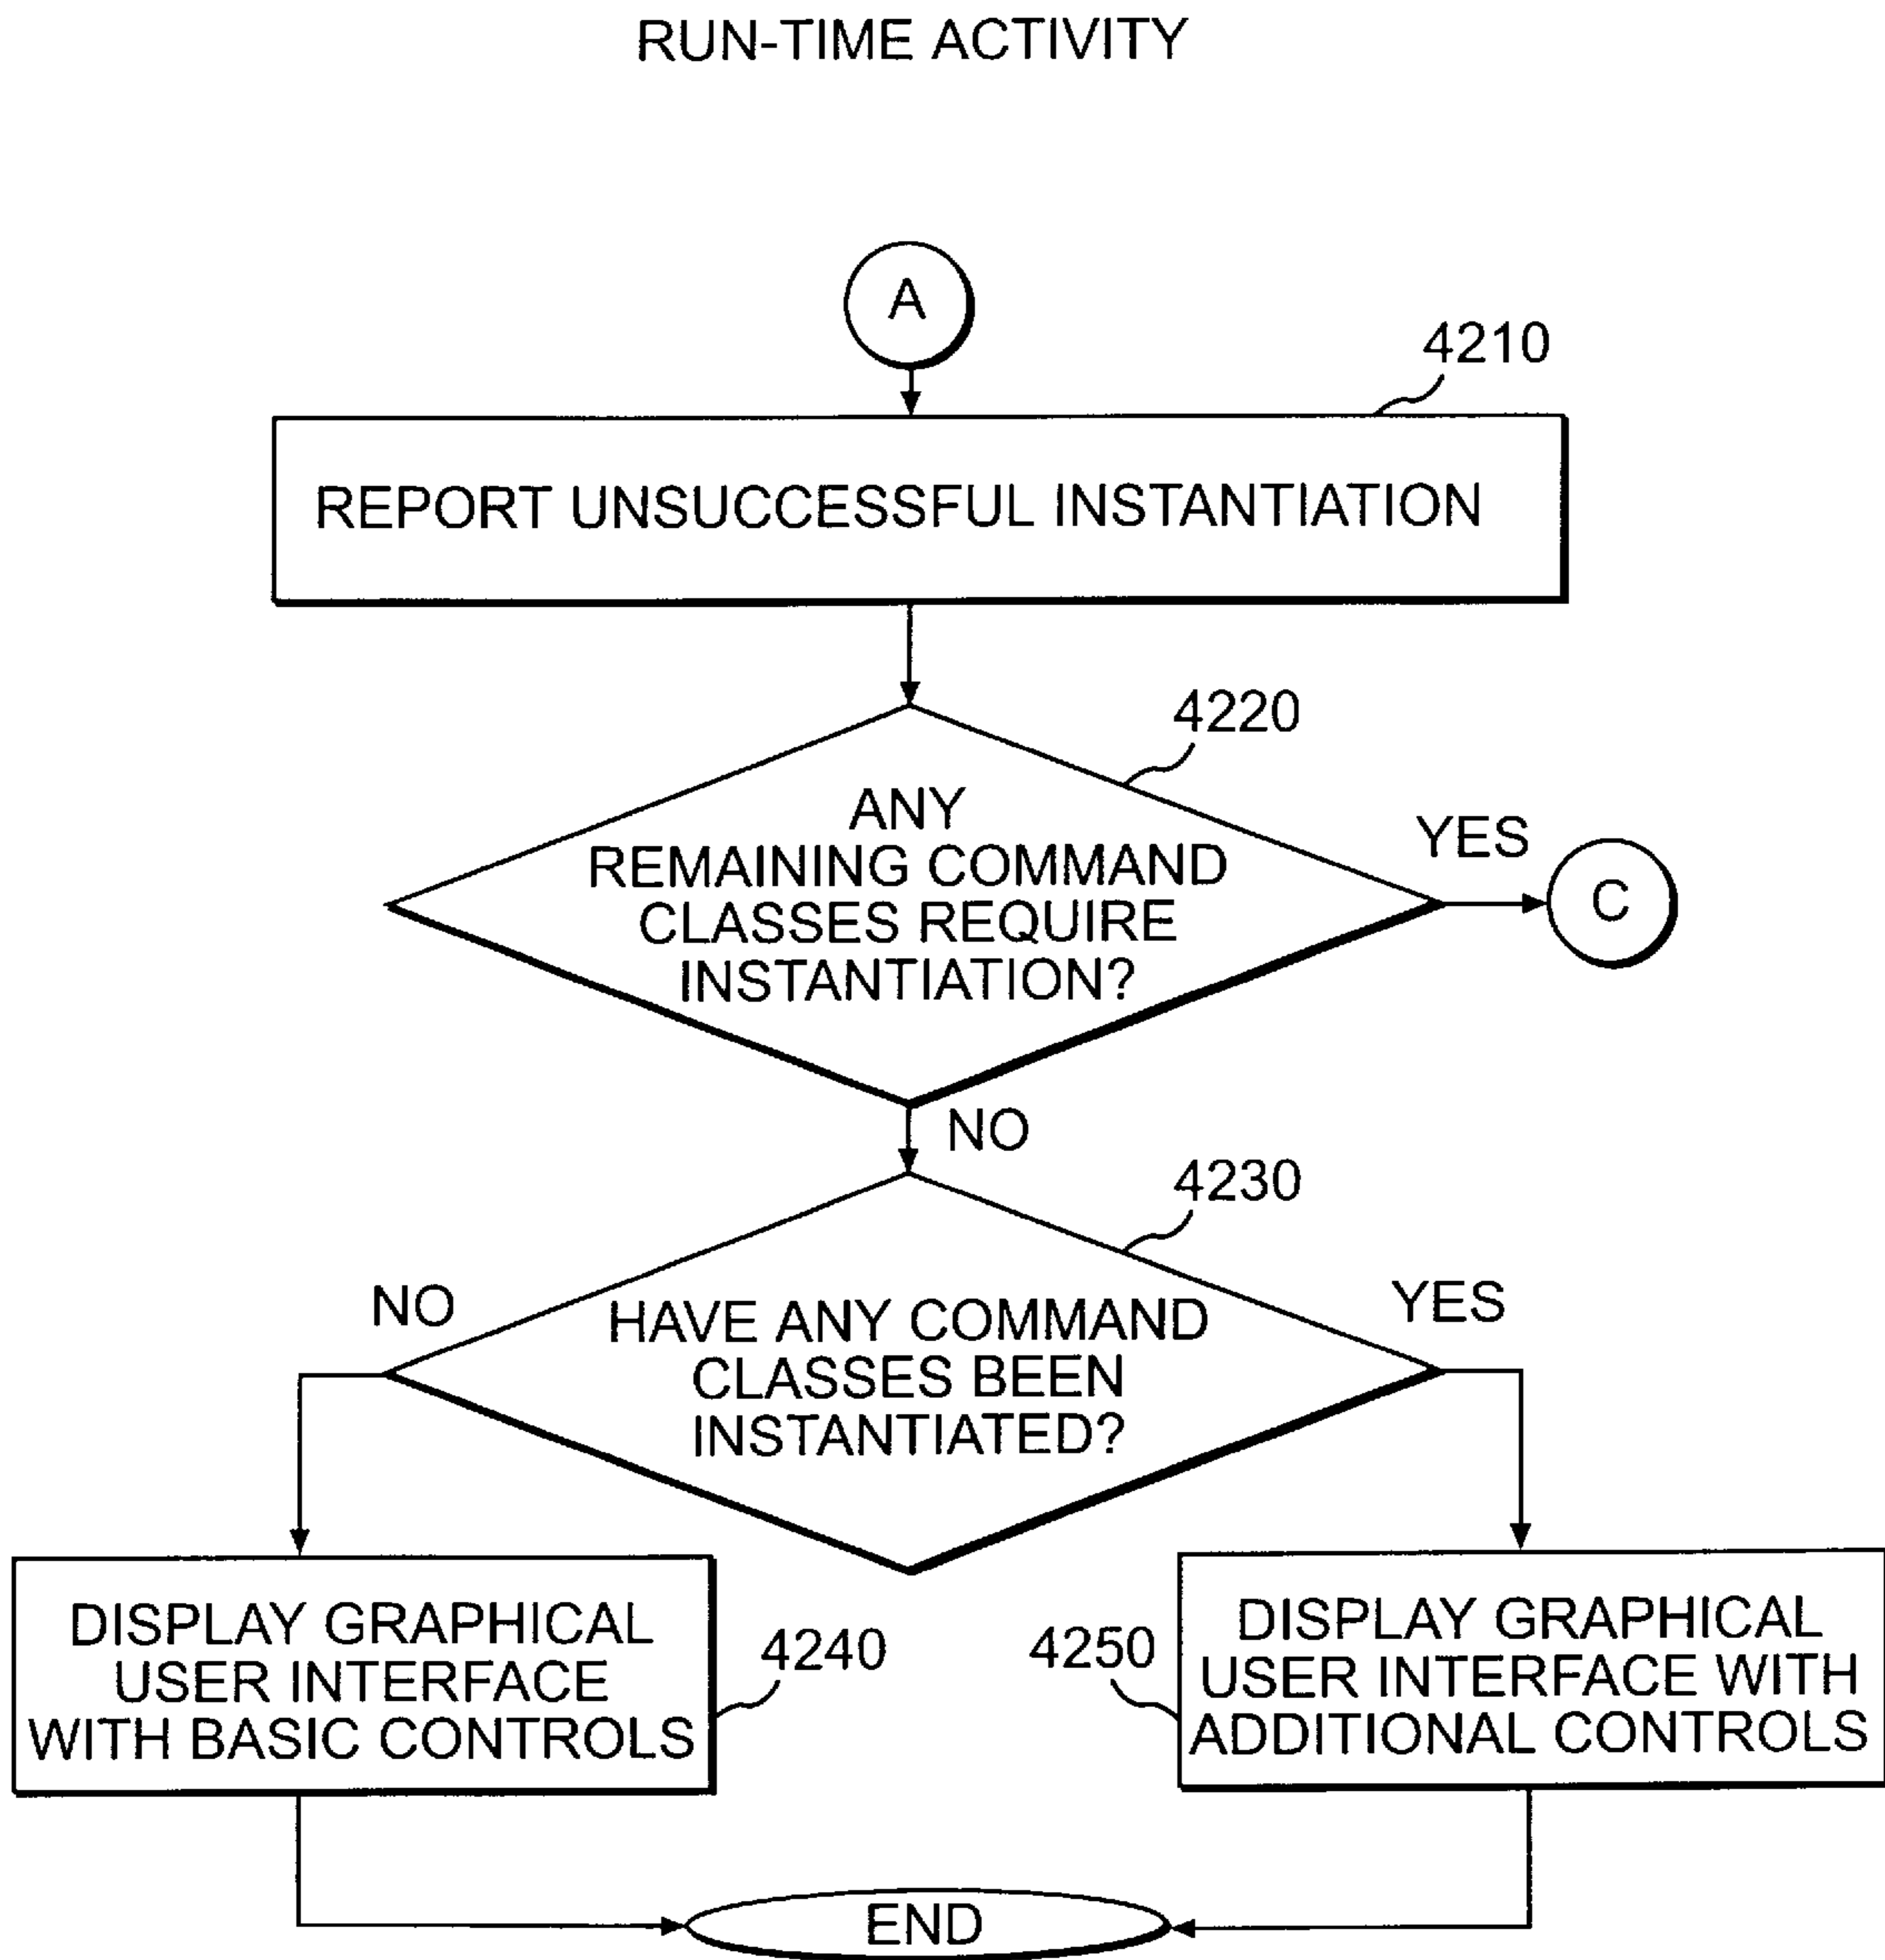 RUN-TIME ACTIVITY
A
4210
REPORT UNSUCCESSFUL INSTANTIATION
4220
ANY
REMAINING COMMAND
CLASSES REQUIRE
INSTANTIATION?
YES
C
NO
4230
NO
HAVE ANY COMMAND
CLASSES BEEN
INSTANTIATED?
YES
DISPLAY GRAPHICAL
USER INTERFACE
WITH BASIC CONTROLS
4240
4250
DISPLAY GRAPHICAL
USER INTERFACE WITH
ADDITIONAL CONTROLS
END